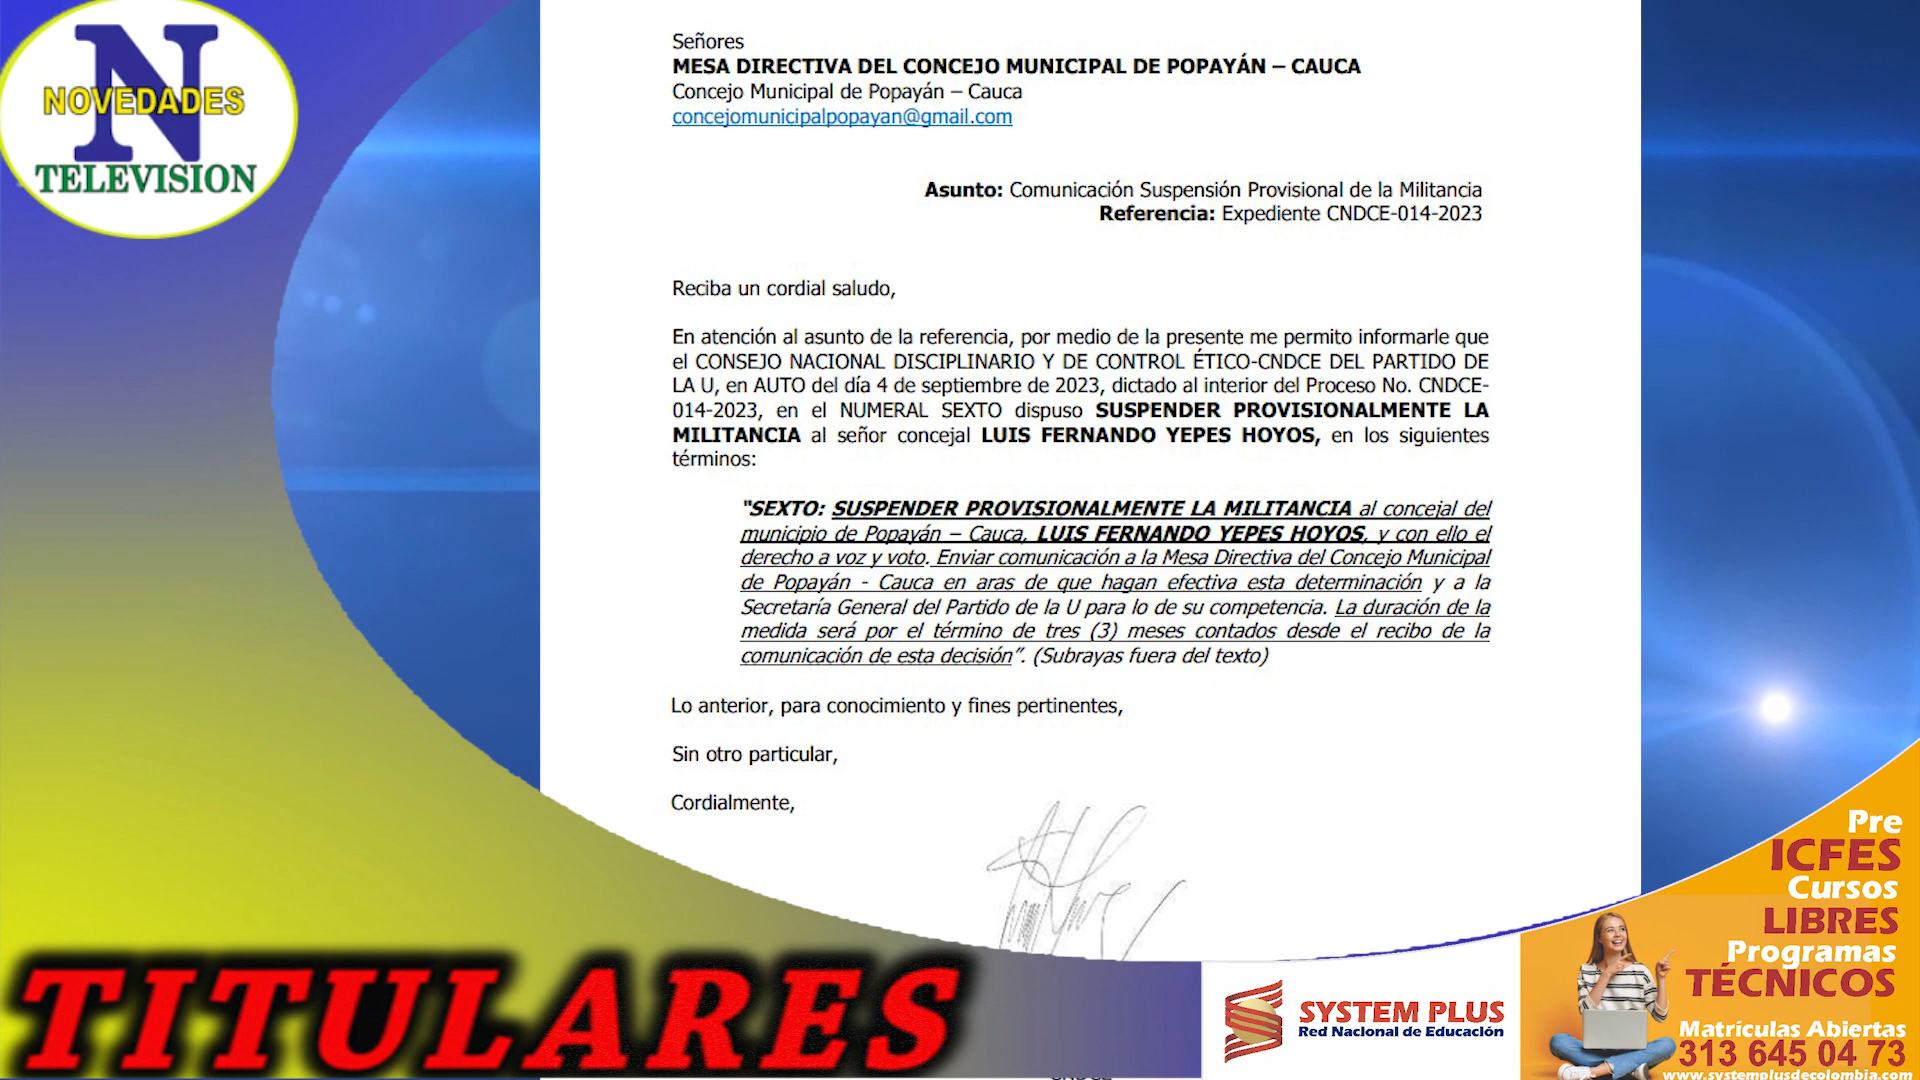 N
NOVEDADES
TELEVISION
Señores
MESA DIRECTIVA DEL CONCEJO MUNICIPAL DE POPAYÁN – CAUCA
Concejo Municipal de Popayán – Cauca
concejomunicipalpopayan@gmail.com
Asunto: Comunicación Suspensión Provisional de la Militancia
Referencia: Expediente CNDCE-014-2023
Reciba un cordial saludo,
En atención al asunto de la referencia, por medio de la presente me permito informarle que
el CONSEJO NACIONAL DISCIPLINARIO Y DE CONTROL ÉTICO-CNDCE DEL PARTIDO DE
LA U, en AUTO del día 4 de septiembre de 2023, dictado al interior del Proceso No. CNDCE-
014-2023, en el NUMERAL SEXTO dispuso SUSPENDER PROVISIONALMENTE LA
MILITANCIA al señor concejal LUIS FERNANDO YEPES HOYOS, en los siguientes
términos:
"SEXTO: SUSPENDER PROVISIONALMENTE LA MILITANCIA al concejal del
municipio de Popayán – Cauca, LUIS FERNANDO YEPES HOYOS, y con ello el
derecho a voz y voto. Enviar comunicación a la Mesa Directiva del Concejo Municipal
de Popayán - Cauca en aras de que hagan efectiva esta determinación y a la
Secretaría General del Partido de la U para lo de su competencia. La duración de la
medida será por el término de tres (3) meses contados desde el recibo de la
comunicación de esta decisión". (Subrayas fuera del texto)
Lo anterior, para conocimiento y fines pertinentes,
Sin otro particular,
Cordialmente,
TITULARES
SYSTEM PLUS
Red Nacional de Educación
Pre
ICFES
Cursos
LIBRES
Programas
TÉCNICOS
Matrículas Abiertas
313 645 04 73
www.systemplusdecolombia.com